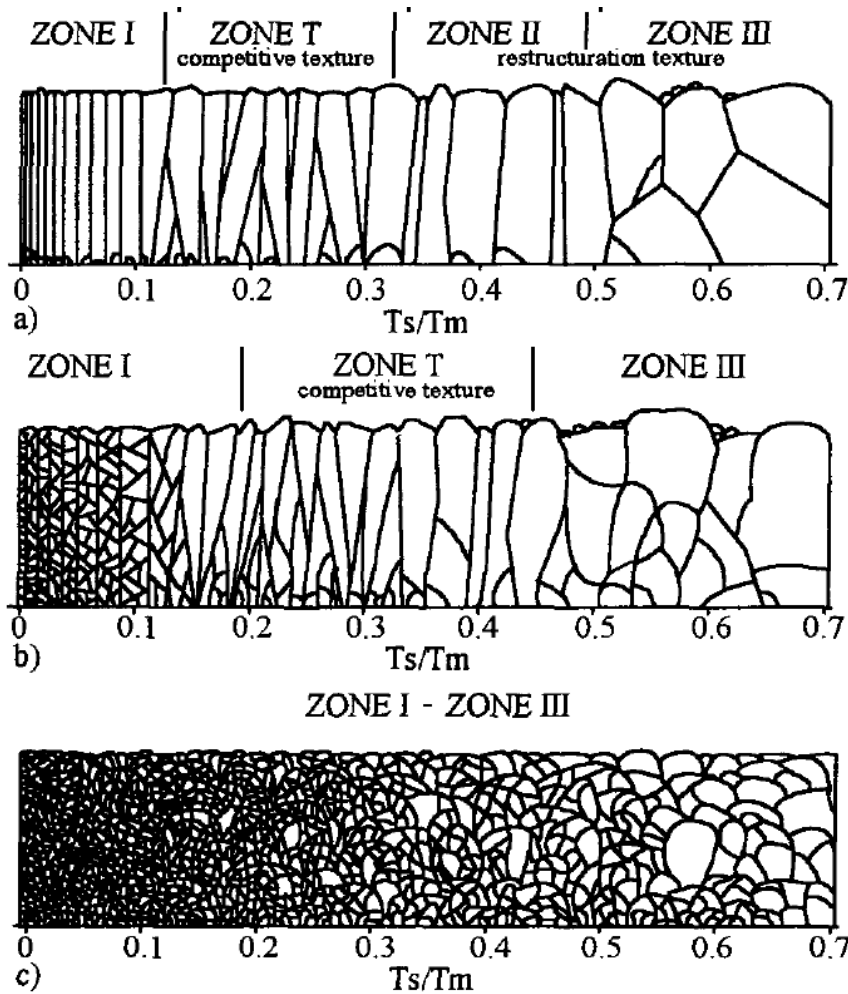 ZONE I ZONE T ZONE II ZONE III
competitive texture restructuration texture
0 0.1 0.2 0.3 0.4 0.5 0.6 0.7
a) Ts/Tm
ZONE I ZONE T ZONE III
competitive texture
0 0.1 0.2 0.3 0.4 0.5 0.6 0.7
b) Ts/Tm
ZONE I - ZONE III
0 0.1 0.2 0.3 0.4 0.5 0.6 0.7
c) Ts/Tm